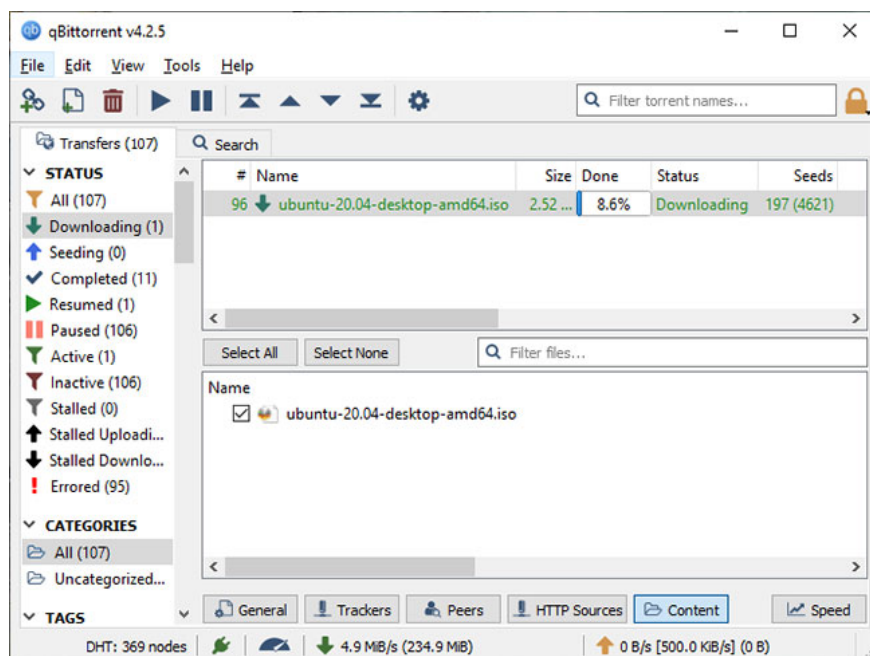 qb qBittorrent v4.2.5
File Edit View Tools Help
Filter torrent names...
Transfers (107) Search
STATUS
All (107)
Downloading (1)
Seeding (0)
Completed (11)
Resumed (1)
Paused (106)
Active (1)
Inactive (106)
Stalled (0)
Stalled Uploadi...
Stalled Downlo...
Errored (95)
CATEGORIES
All (107)
Uncategorized...
TAGS
# Name Size Done Status Seeds
96 ubuntu-20.04-desktop-amd64.iso 2.52 ... 8.6% Downloading 197 (4621)
Select All Select None Filter files...
Name
ubuntu-20.04-desktop-amd64.iso
General Trackers Peers HTTP Sources Content Speed
DHT: 369 nodes 4.9 MiB/s (234.9 MiB) 0 B/s [500.0 KiB/s] (0 B)